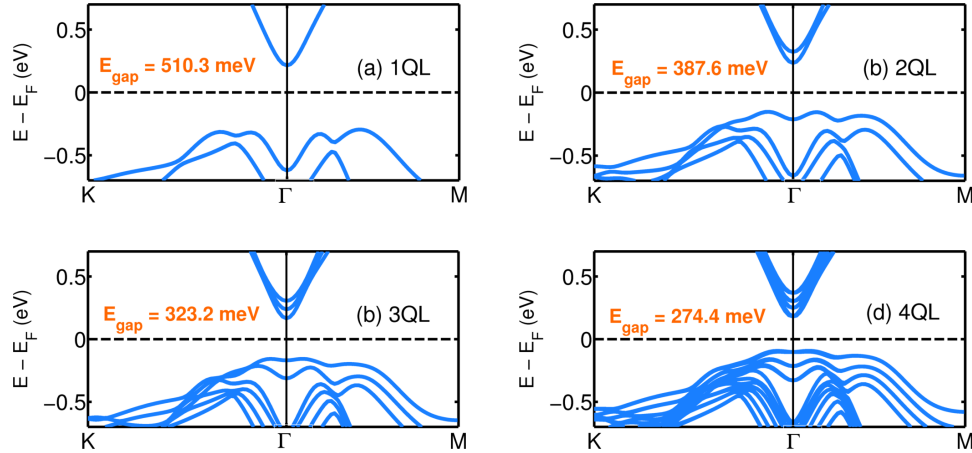 0.5
0
−0.5
E − E_F (eV)
E_gap = 510.3 meV
(a) 1QL
K
Γ
M
0.5
0
−0.5
E − E_F (eV)
E_gap = 387.6 meV
(b) 2QL
K
Γ
M
0.5
0
−0.5
E − E_F (eV)
E_gap = 323.2 meV
(b) 3QL
K
Γ
M
0.5
0
−0.5
E − E_F (eV)
E_gap = 274.4 meV
(d) 4QL
K
Γ
M